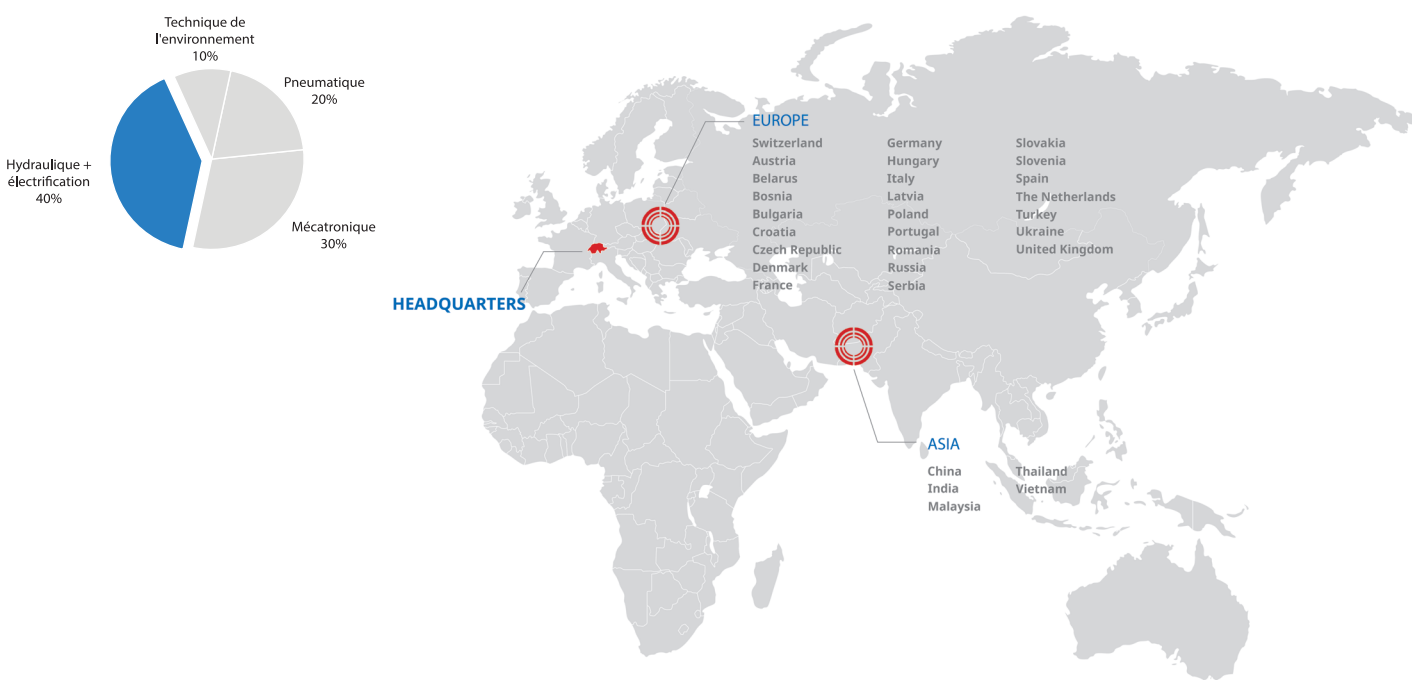 Technique de
l'environnement
10%
Pneumatique
20%
Hydraulique +
électrification
40%
Mécatronique
30%
HEADQUARTERS
EUROPE
Switzerland
Austria
Belarus
Bosnia
Bulgaria
Croatia
Czech Republic
Denmark
France
Germany
Hungary
Italy
Latvia
Poland
Portugal
Romania
Russia
Serbia
Slovakia
Slovenia
Spain
The Netherlands
Turkey
Ukraine
United Kingdom
ASIA
China
India
Malaysia
Thailand
Vietnam